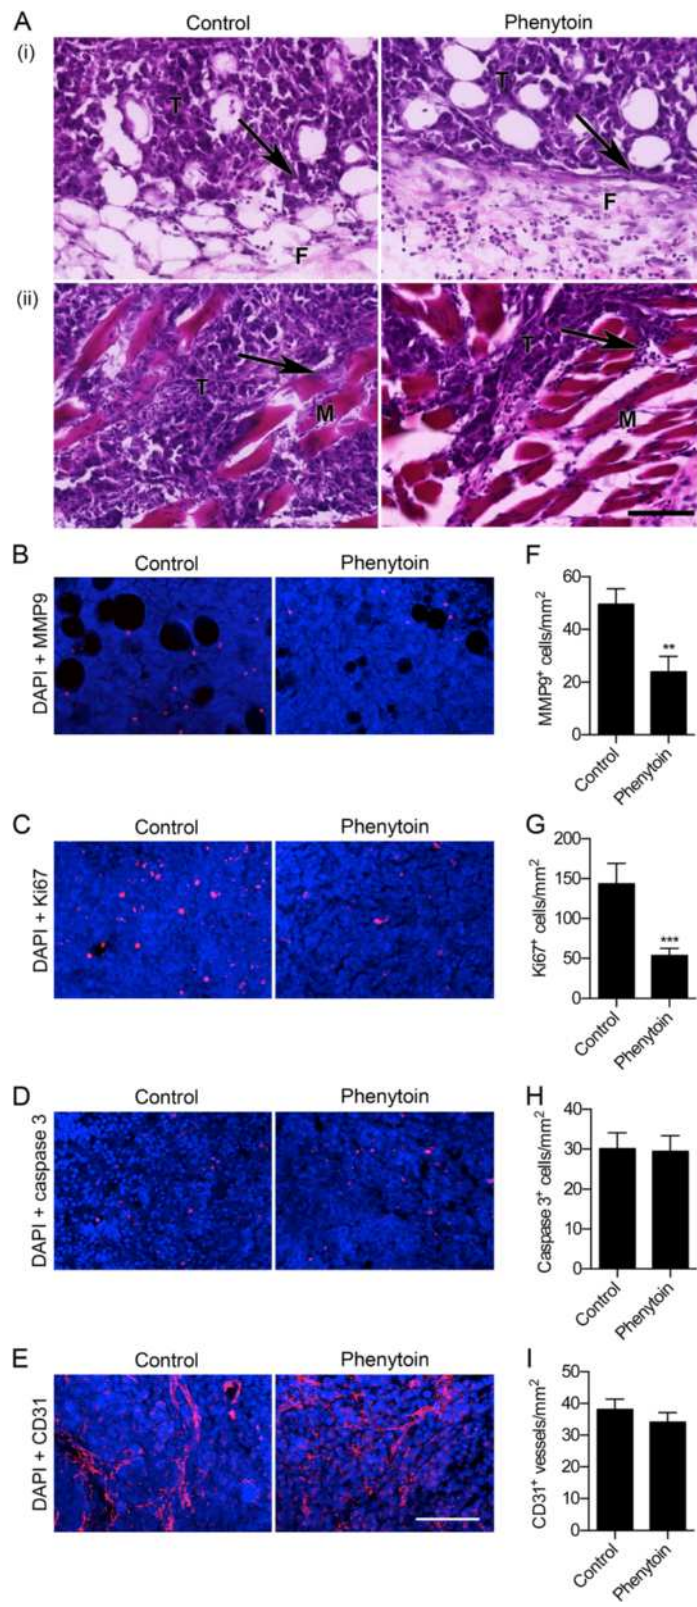 A
Control
Phenytoin
(i)
T
F
T
F
(ii)
T
M
T
M
B
Control
Phenytoin
DAPI + MMP9
F
MMP9⁺ cells/mm²
60
40
20
0
**
Control
Phenytoin
C
Control
Phenytoin
DAPI + Ki67
G
Ki67⁺ cells/mm²
200
150
100
50
0
***
Control
Phenytoin
D
Control
Phenytoin
DAPI + caspase 3
H
Caspase 3⁺ cells/mm²
40
30
20
10
0
Control
Phenytoin
E
Control
Phenytoin
DAPI + CD31
I
CD31⁺ vessels/mm²
50
40
30
20
10
0
Control
Phenytoin